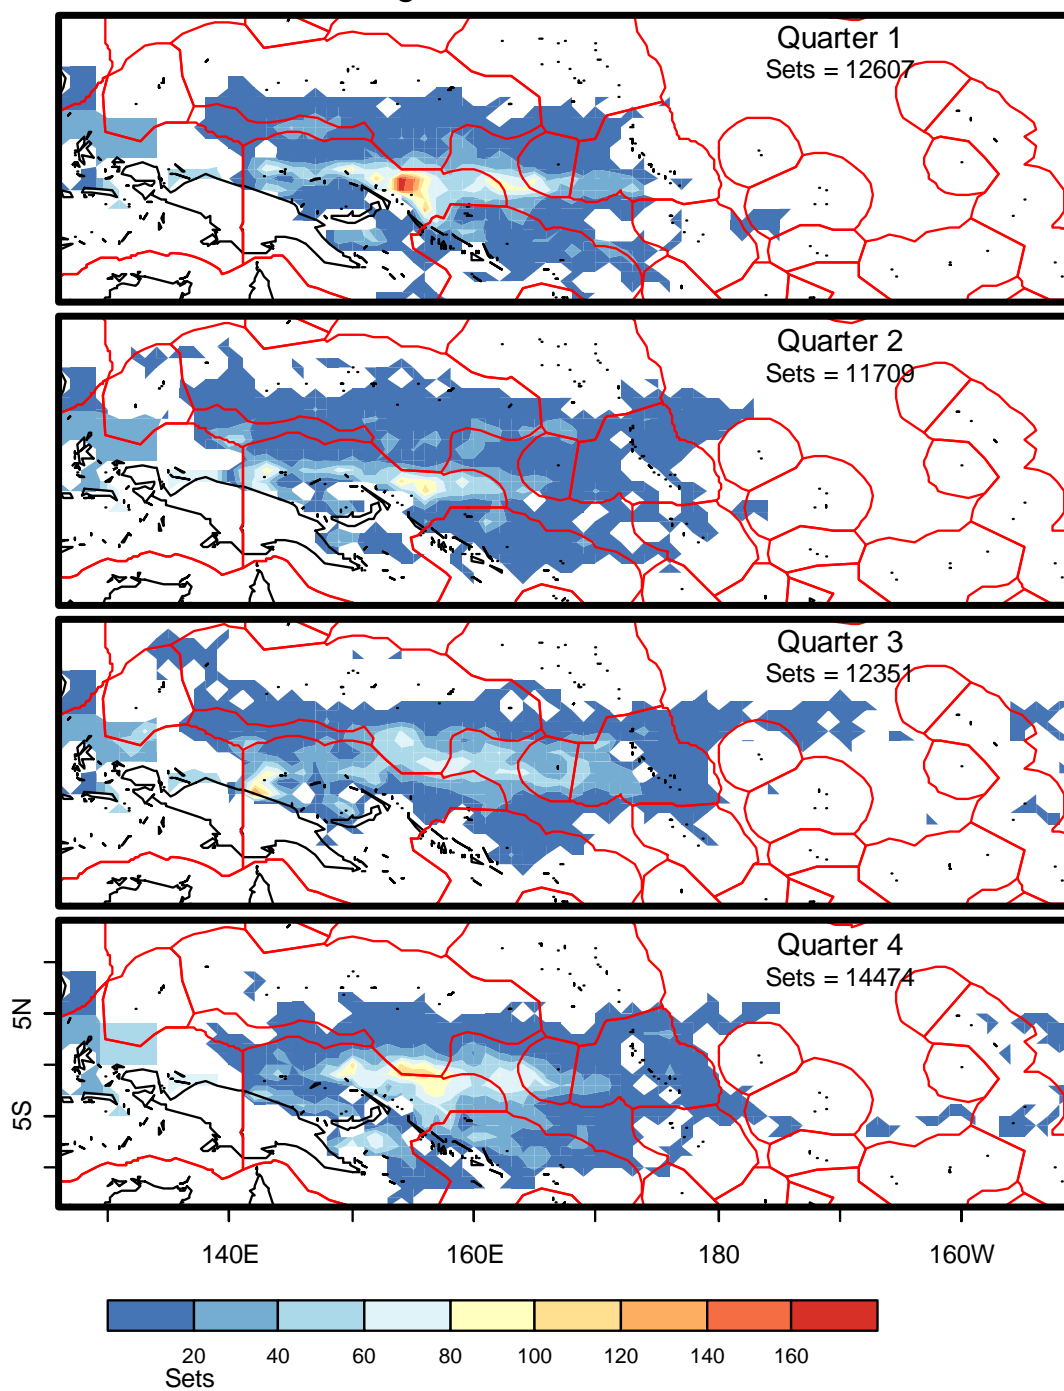 Quarter 1
Sets = 12607
Quarter 2
Sets = 11709
Quarter 3
Sets = 12351
Quarter 4
Sets = 14474
5N
5S
140E 160E 180 160W
20 40 60 80 100 120 140 160
Sets